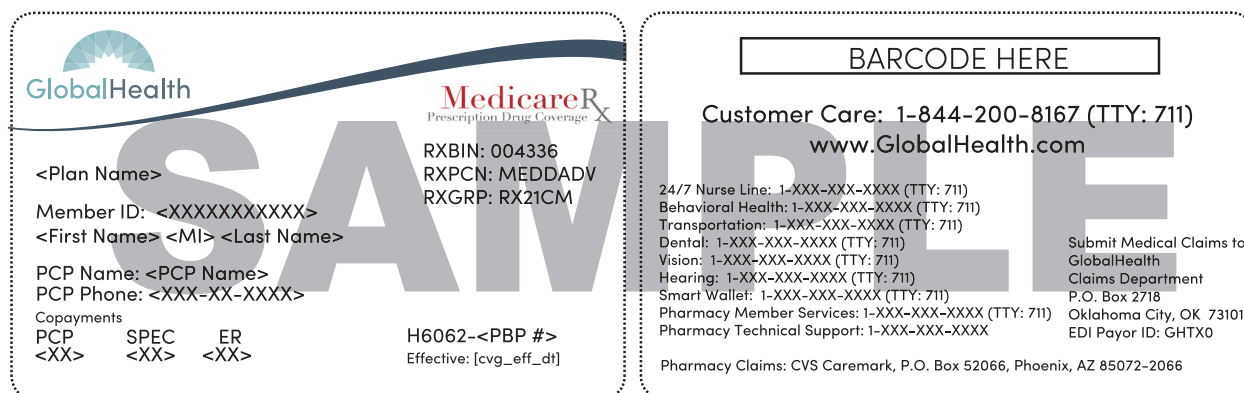 GlobalHealth
MedicareRx
Prescription Drug Coverage
RXBIN: 004336
RXPCN: MEDDADV
RXGRP: RX21CM
<Plan Name>
Member ID: <XXXXXXXXXXX>
<First Name> <MI> <Last Name>
PCP Name: <PCP Name>
PCP Phone: <XXX-XX-XXXX>
Copayments
PCP SPEC ER
<XX> <XX> <XX>
H6062-<PBP #>
Effective: [cvg_eff_dt]
SAMPLE
BARCODE HERE
Customer Care: 1-844-200-8167 (TTY: 711)
www.GlobalHealth.com
24/7 Nurse Line: 1-XXX-XXX-XXXX (TTY: 711)
Behavioral Health: 1-XXX-XXX-XXXX (TTY: 711)
Transportation: 1-XXX-XXX-XXXX (TTY: 711)
Dental: 1-XXX-XXX-XXXX (TTY: 711)
Vision: 1-XXX-XXX-XXXX (TTY: 711)
Hearing: 1-XXX-XXX-XXXX (TTY: 711)
Smart Wallet: 1-XXX-XXX-XXXX (TTY: 711)
Pharmacy Member Services: 1-XXX-XXX-XXXX (TTY: 711)
Pharmacy Technical Support: 1-XXX-XXX-XXXX
Submit Medical Claims to
GlobalHealth
Claims Department
P.O. Box 2718
Oklahoma City, OK 73101
EDI Payor ID: GHTX0
Pharmacy Claims: CVS Caremark, P.O. Box 52066, Phoenix, AZ 85072-2066